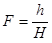 F = h/H